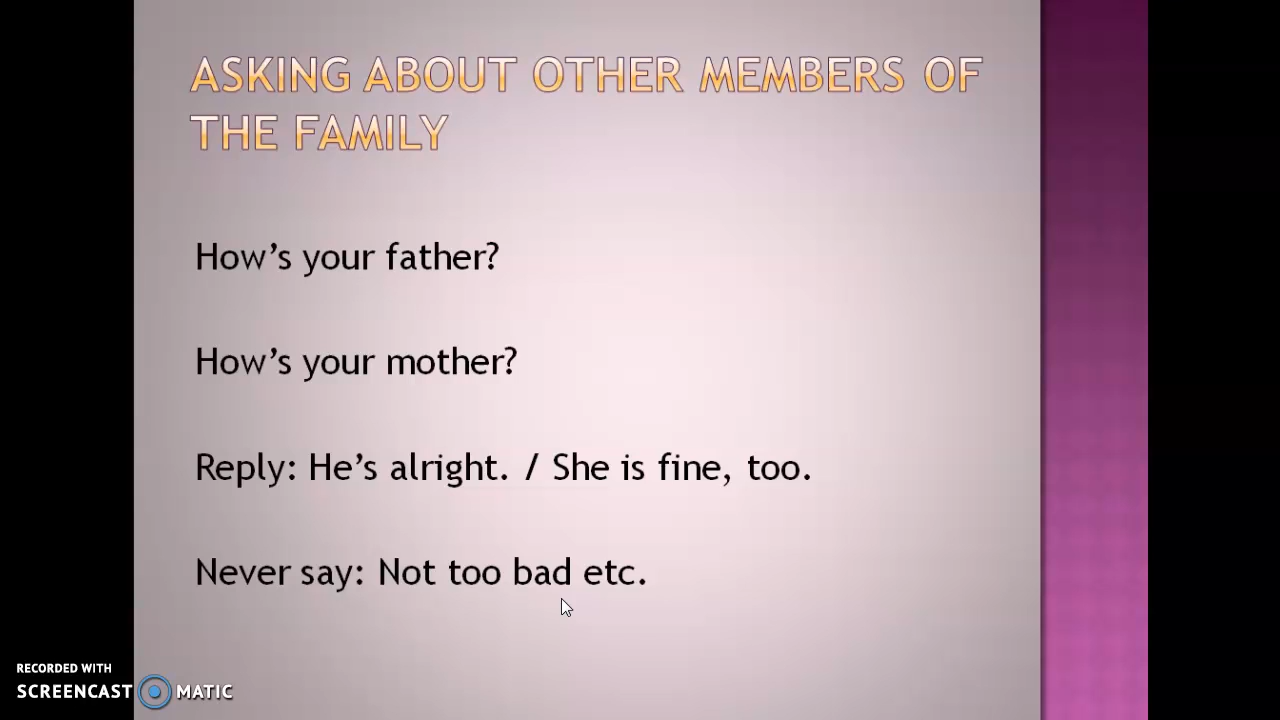 ASKING ABOUT OTHER MEMBERS OF
THE FAMILY
How’s your father?
How’s your mother?
Reply: He’s alright. / She is fine, too.
Never say: Not too bad etc.
RECORDED WITH
SCREENCAST MATIC